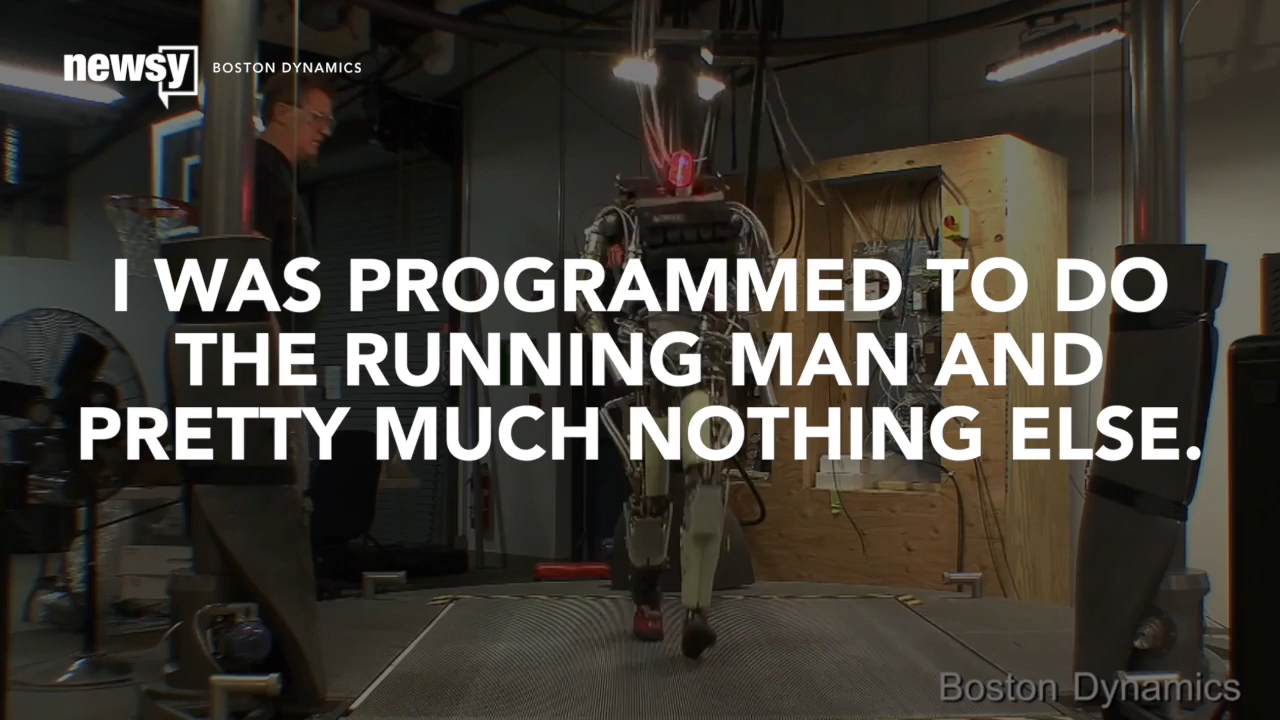 newsy BOSTON DYNAMICS
I WAS PROGRAMMED TO DO
THE RUNNING MAN AND
PRETTY MUCH NOTHING ELSE.
Boston Dynamics